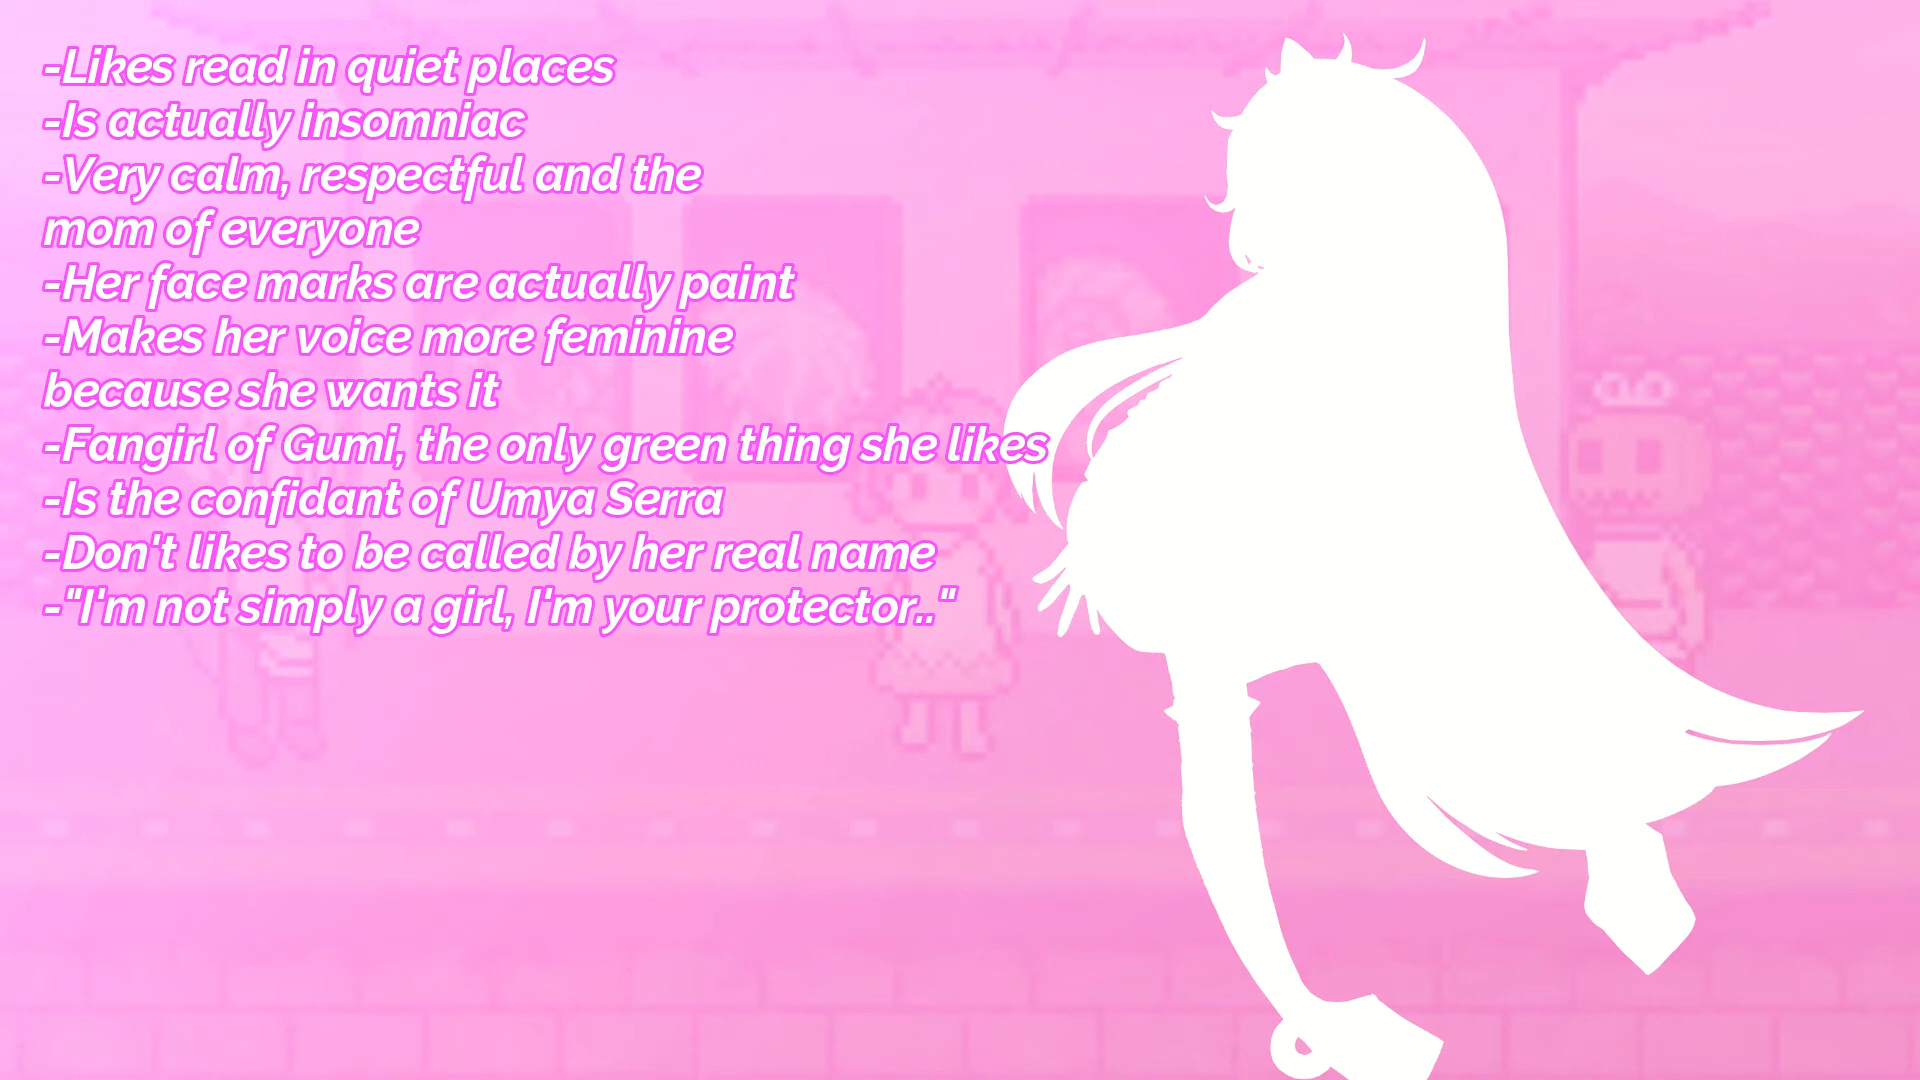 -Likes read in quiet places
-Is actually insomniac
-Very calm, respectful and the
mom of everyone
-Her face marks are actually paint
-Makes her voice more feminine
because she wants it
-Fangirl of Gumi, the only green thing she likes
-Is the confidant of Umya Serra
-Don't likes to be called by her real name
-"I'm not simply a girl, I'm your protector.."